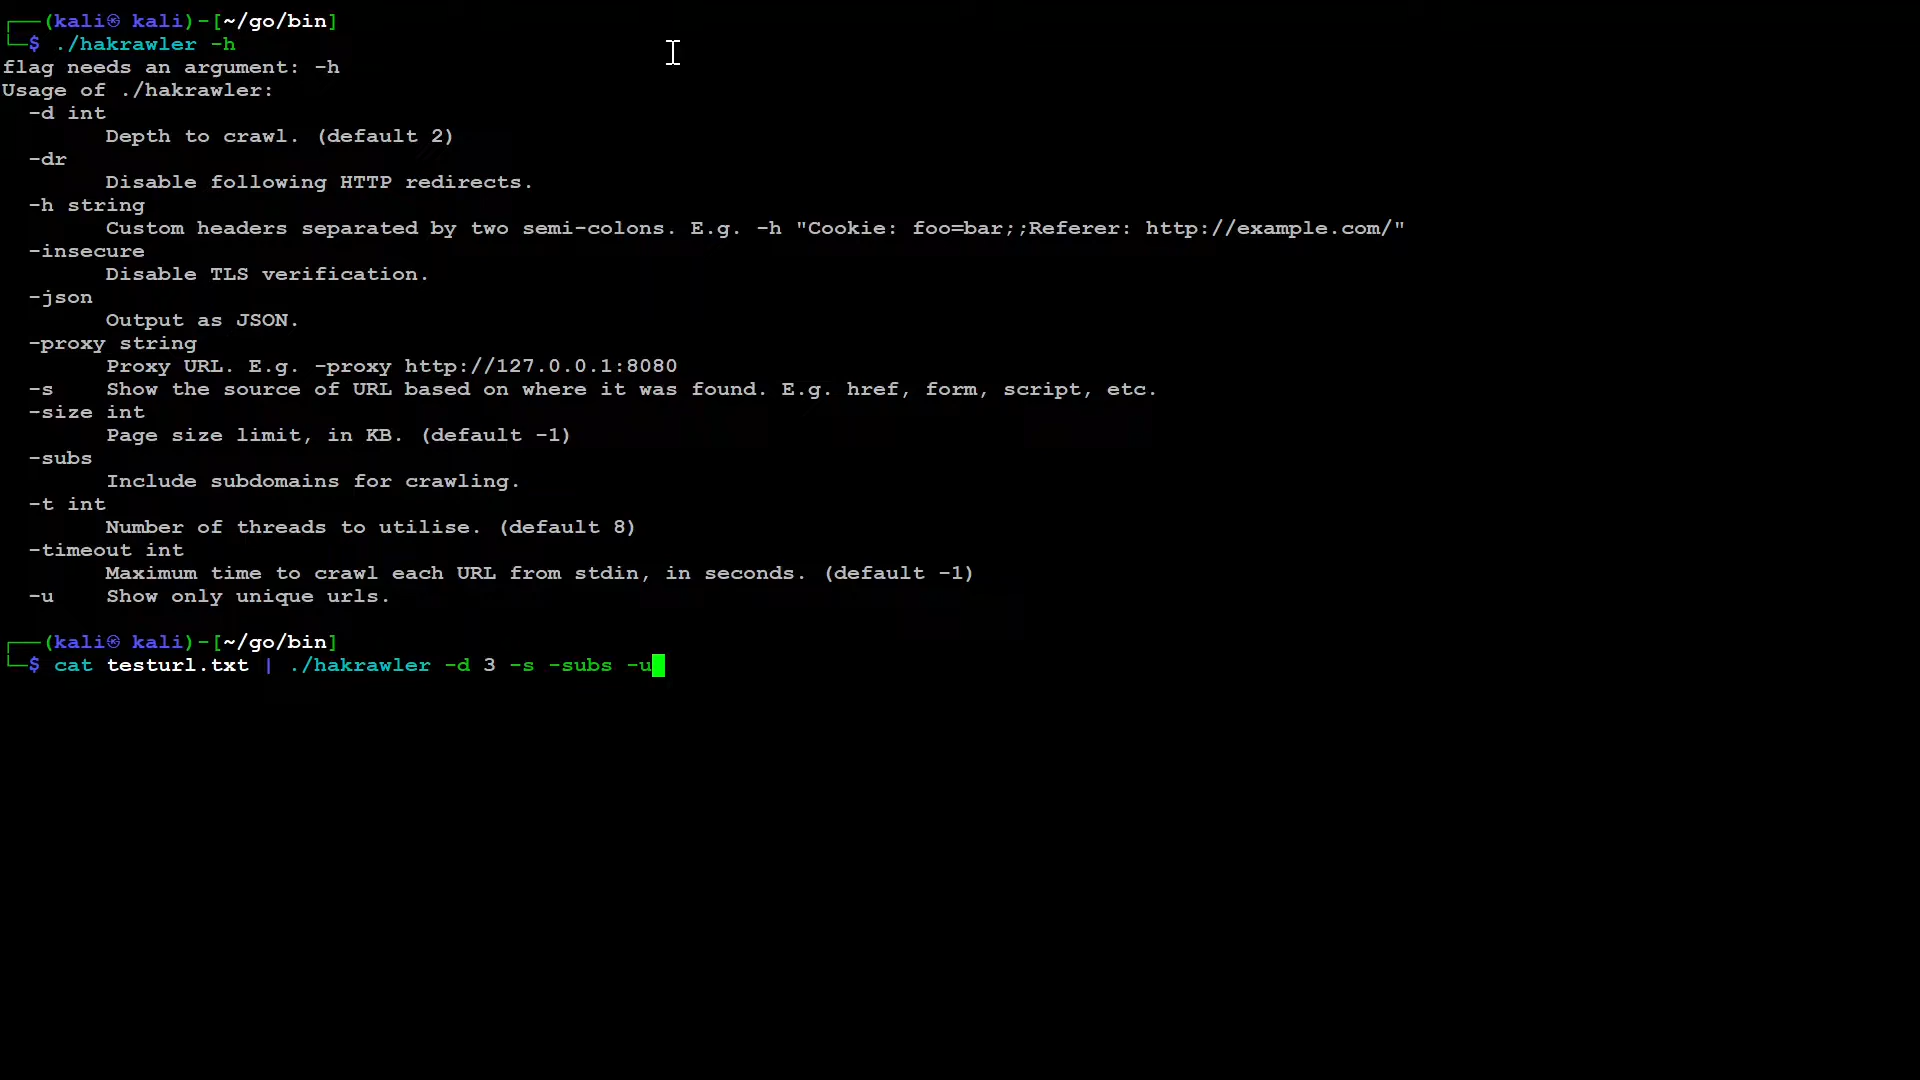 ┌──(kali㉿ kali)-[~/go/bin]
└─$ ./hakrawler -h
flag needs an argument: -h
Usage of ./hakrawler:
  -d int
        Depth to crawl. (default 2)
  -dr
        Disable following HTTP redirects.
  -h string
        Custom headers separated by two semi-colons. E.g. -h "Cookie: foo=bar;;Referer: http://example.com/"
  -insecure
        Disable TLS verification.
  -json
        Output as JSON.
  -proxy string
        Proxy URL. E.g. -proxy http://127.0.0.1:8080
  -s    Show the source of URL based on where it was found. E.g. href, form, script, etc.
  -size int
        Page size limit, in KB. (default -1)
  -subs
        Include subdomains for crawling.
  -t int
        Number of threads to utilise. (default 8)
  -timeout int
        Maximum time to crawl each URL from stdin, in seconds. (default -1)
  -u    Show only unique urls.
┌──(kali㉿ kali)-[~/go/bin]
└─$ cat testurl.txt | ./hakrawler -d 3 -s -subs -u